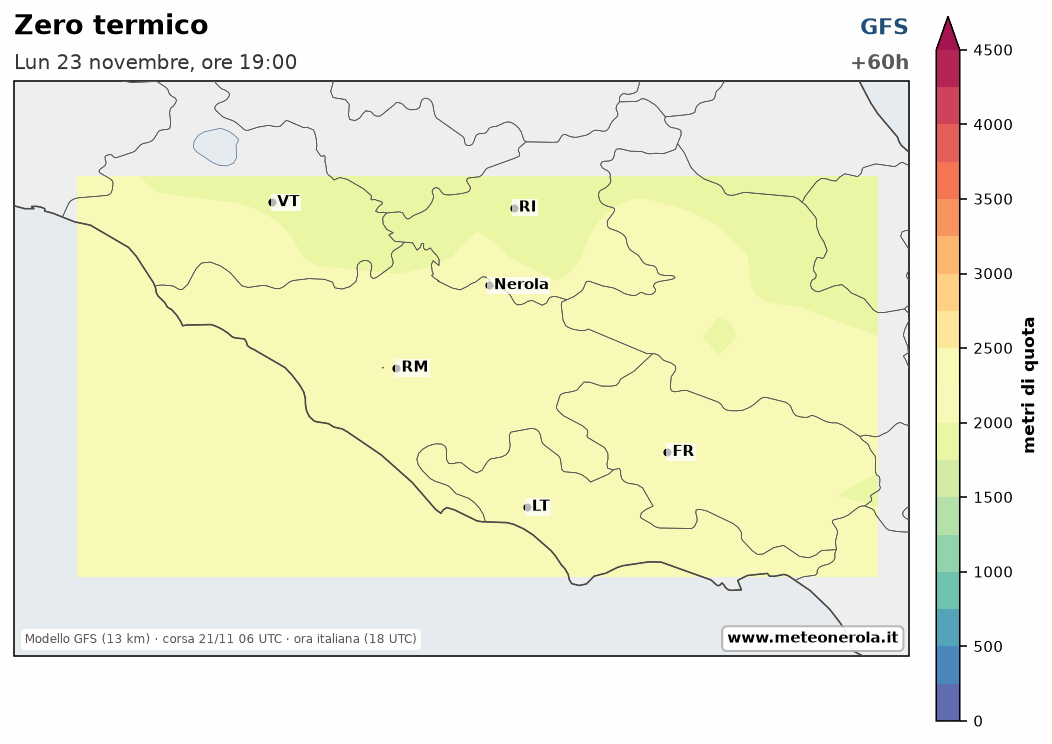 Zero termico
GFS
Lun 23 novembre, ore 19:00
+60h
4500
4000
3500
3000
2500
2000
1500
1000
500
0
metri di quota
VT
RI
Nerola
RM
FR
LT
Modello GFS (13 km) · corsa 21/11 06 UTC · ora italiana (18 UTC)
www.meteonerola.it